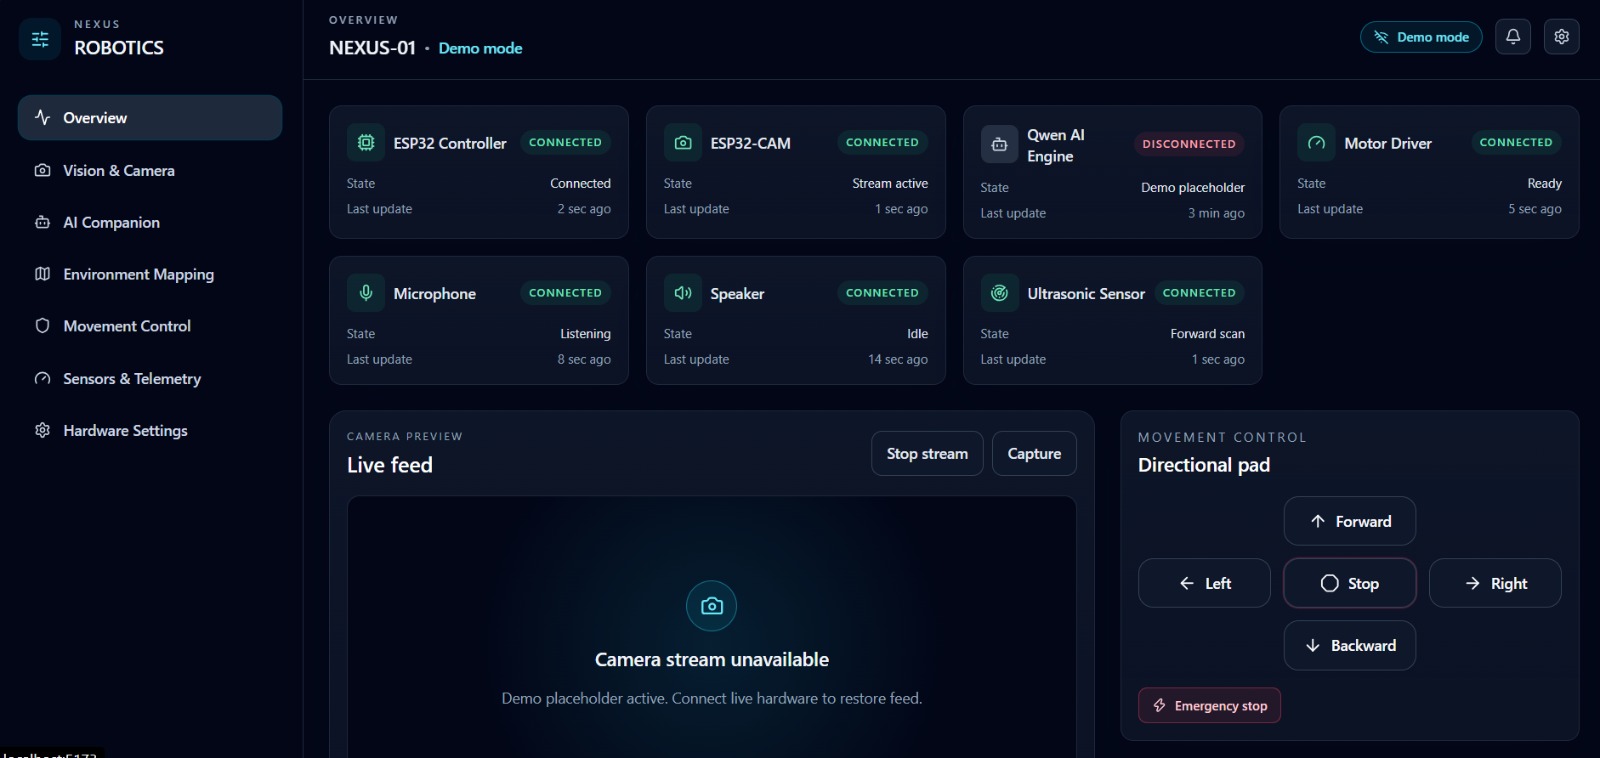 NEXUS
ROBOTICS
Overview
Vision & Camera
AI Companion
Environment Mapping
Movement Control
Sensors & Telemetry
Hardware Settings
OVERVIEW
NEXUS-01 • Demo mode
Demo mode
ESP32 Controller CONNECTED
State Connected
Last update 2 sec ago
ESP32-CAM CONNECTED
State Stream active
Last update 1 sec ago
Qwen AI
Engine
DISCONNECTED
State Demo placeholder
Last update 3 min ago
Motor Driver CONNECTED
State Ready
Last update 5 sec ago
Microphone CONNECTED
State Listening
Last update 8 sec ago
Speaker CONNECTED
State Idle
Last update 14 sec ago
Ultrasonic Sensor CONNECTED
State Forward scan
Last update 1 sec ago
CAMERA PREVIEW
Live feed
Stop stream Capture
Camera stream unavailable
Demo placeholder active. Connect live hardware to restore feed.
MOVEMENT CONTROL
Directional pad
Forward
Left Stop Right
Backward
Emergency stop